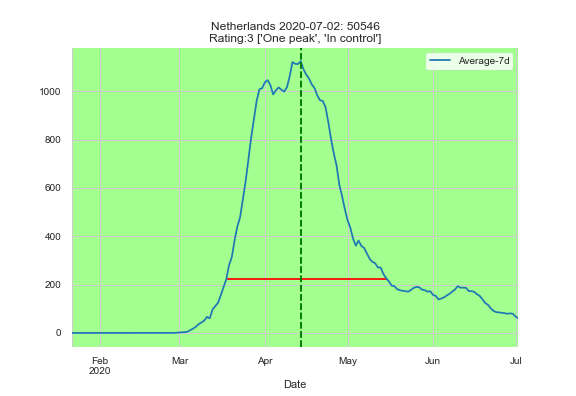 Netherlands 2020-07-02: 50546
Rating:3 ['One peak', 'In control']
Average-7d
1000
800
600
400
200
0
Feb Mar Apr May Jun Jul
2020
Date